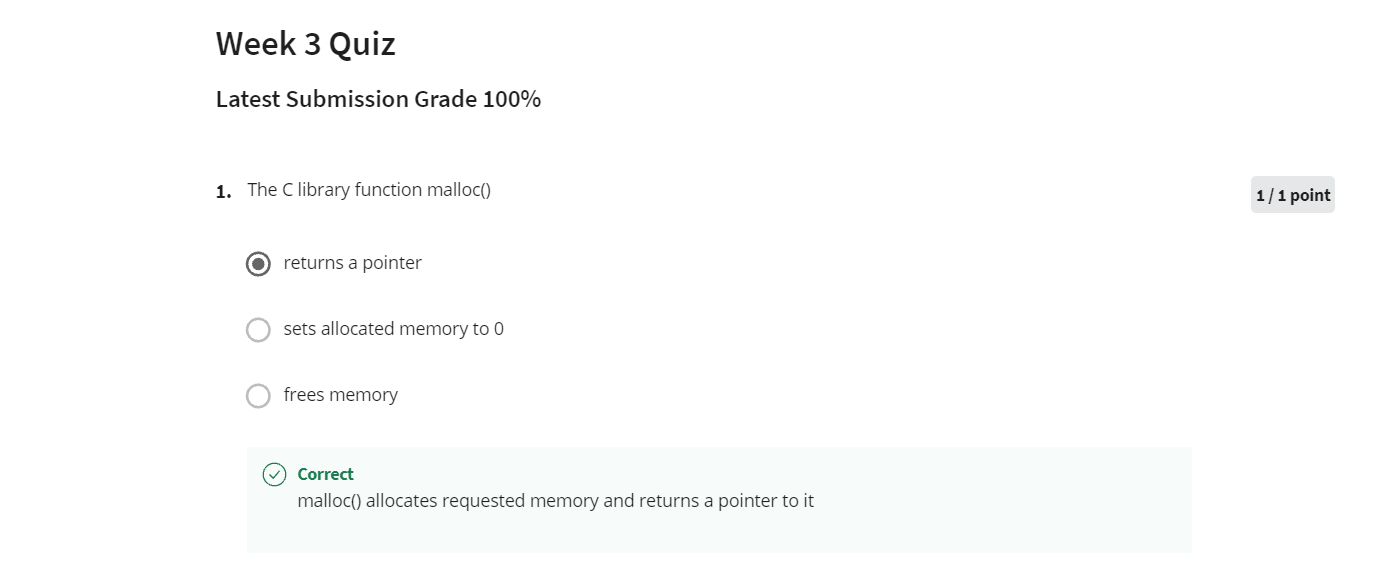 Week 3 Quiz
Latest Submission Grade 100%
1. The C library function malloc()
1 / 1 point
returns a pointer
sets allocated memory to 0
frees memory
Correct
malloc() allocates requested memory and returns a pointer to it